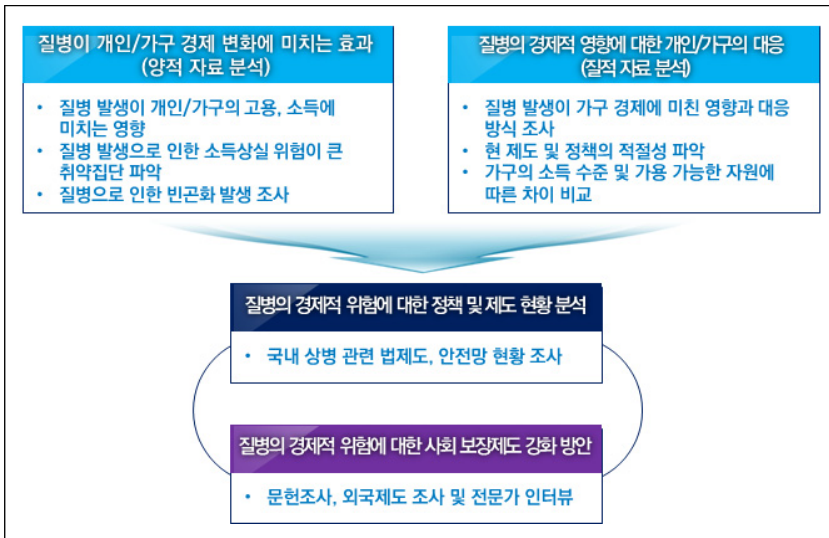 질병이 개인/가구 경제 변화에 미치는 효과
(양적 자료 분석)
• 질병 발생이 개인/가구의 고용, 소득에
미치는 영향
• 질병 발생으로 인한 소득상실 위험이 큰
취약집단 파악
• 질병으로 인한 빈곤화 발생 조사
질병의 경제적 영향에 대한 개인/가구의 대응
(질적 자료 분석)
• 질병 발생이 가구 경제에 미친 영향과 대응
방식 조사
• 현 제도 및 정책의 적절성 파악
• 가구의 소득 수준 및 가용 가능한 자원에
따른 차이 비교
질병의 경제적 위험에 대한 정책 및 제도 현황 분석
• 국내 상병 관련 법제도, 안전망 현황 조사
질병의 경제적 위험에 대한 사회 보장제도 강화 방안
• 문헌조사, 외국제도 조사 및 전문가 인터뷰